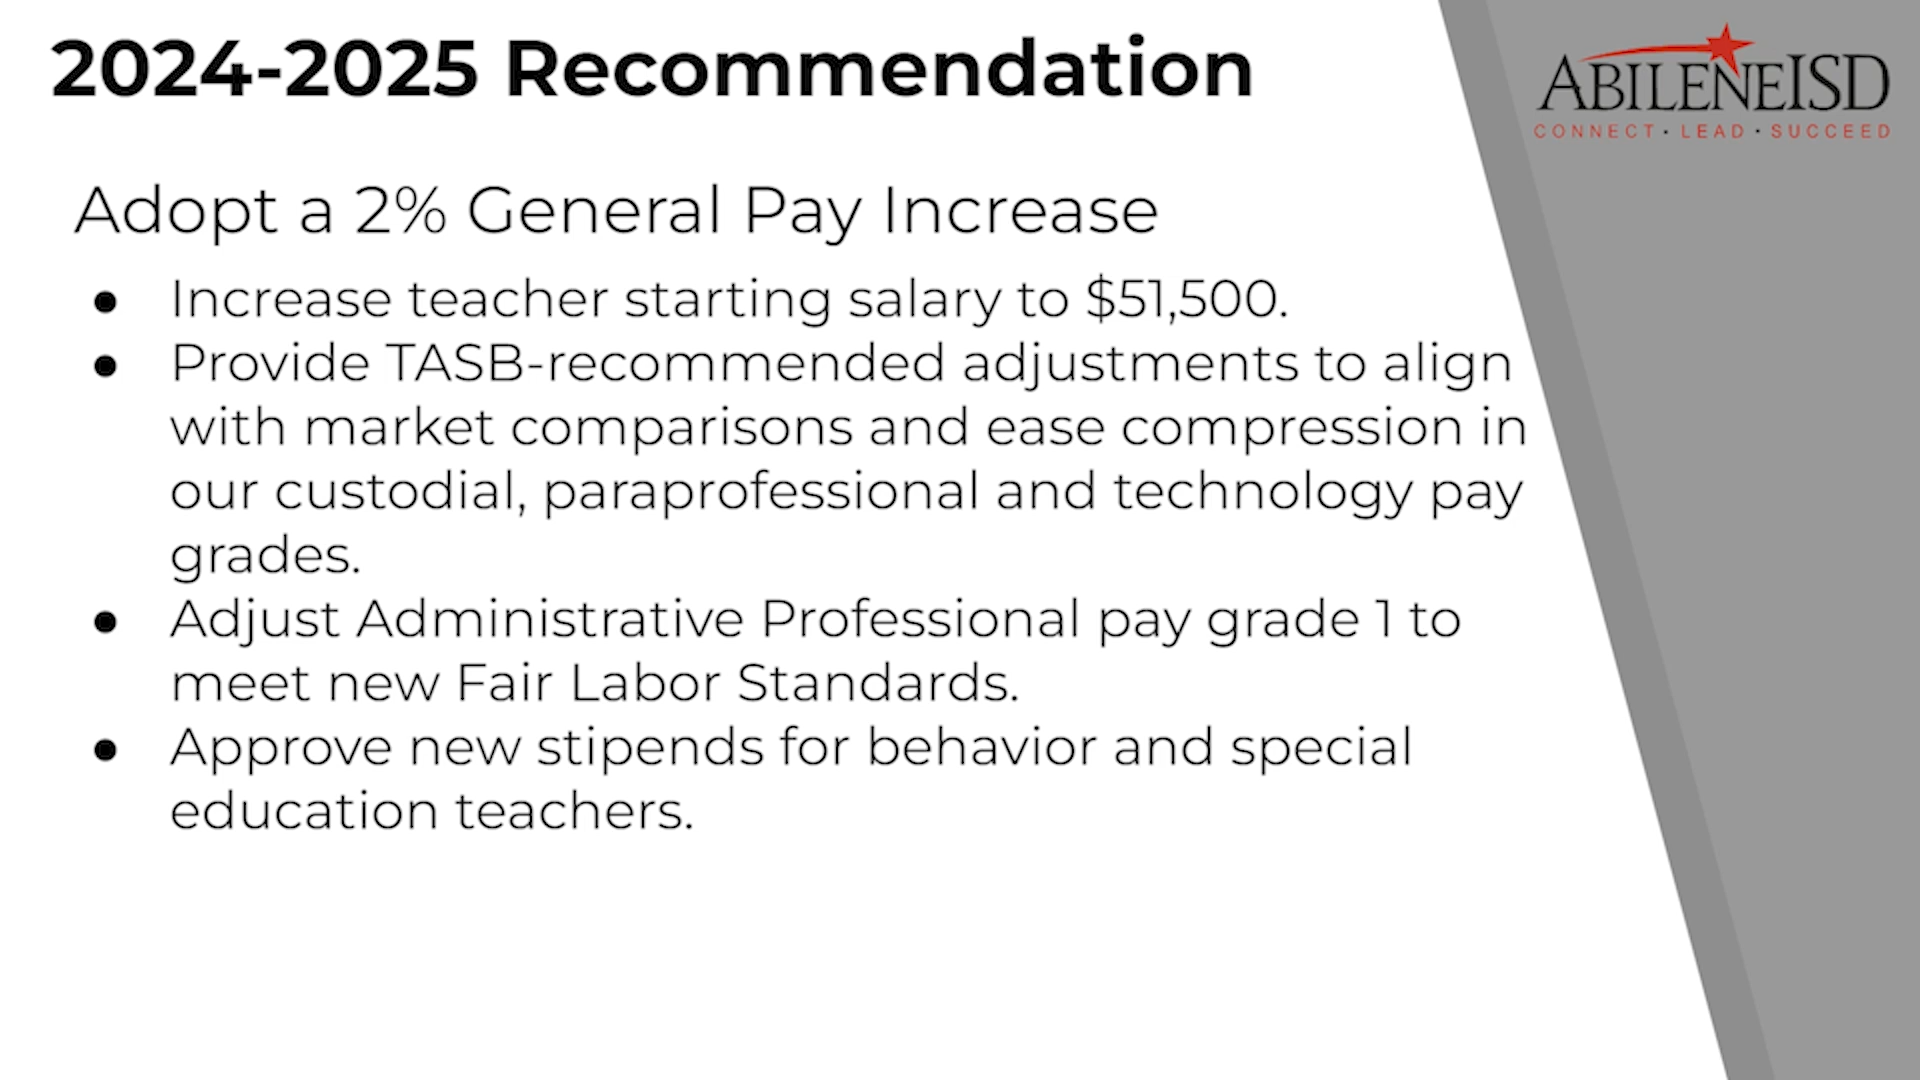 2024-2025 Recommendation
ABILENEISD
CONNECT • LEAD • SUCCEED
Adopt a 2% General Pay Increase
● Increase teacher starting salary to $51,500.
● Provide TASB-recommended adjustments to align
with market comparisons and ease compression in
our custodial, paraprofessional and technology pay
grades.
● Adjust Administrative Professional pay grade 1 to
meet new Fair Labor Standards.
● Approve new stipends for behavior and special
education teachers.